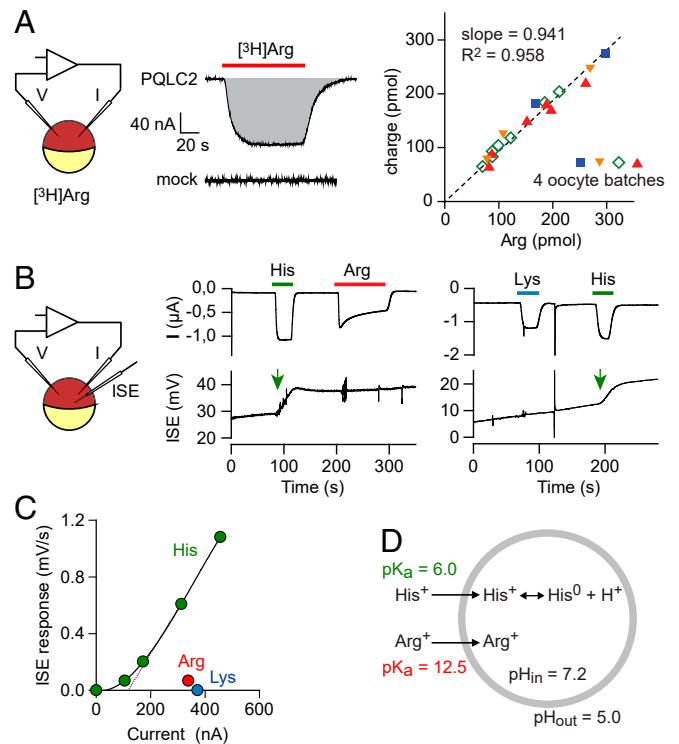 A
V
I
[³H]Arg
[³H]Arg
PQLC2
40 nA
20 s
mock
slope = 0.941
R² = 0.958
charge (pmol)
300
200
100
0
0
100
200
300
4 oocyte batches
Arg (pmol)
B
V
I
ISE
His
Arg
I (µA)
0,0
-0,5
-1,0
ISE (mV)
40
30
20
0
100
200
300
Time (s)
Lys
His
0
-1
-2
20
10
0
0
100
200
Time (s)
C
ISE response (mV/s)
1.2
0.8
0.4
0.0
His
Arg
Lys
0
200
400
600
Current (nA)
D
pKa = 6.0
His⁺
His⁺
His⁰ + H⁺
Arg⁺
Arg⁺
pKa = 12.5
pHin = 7.2
pHout = 5.0